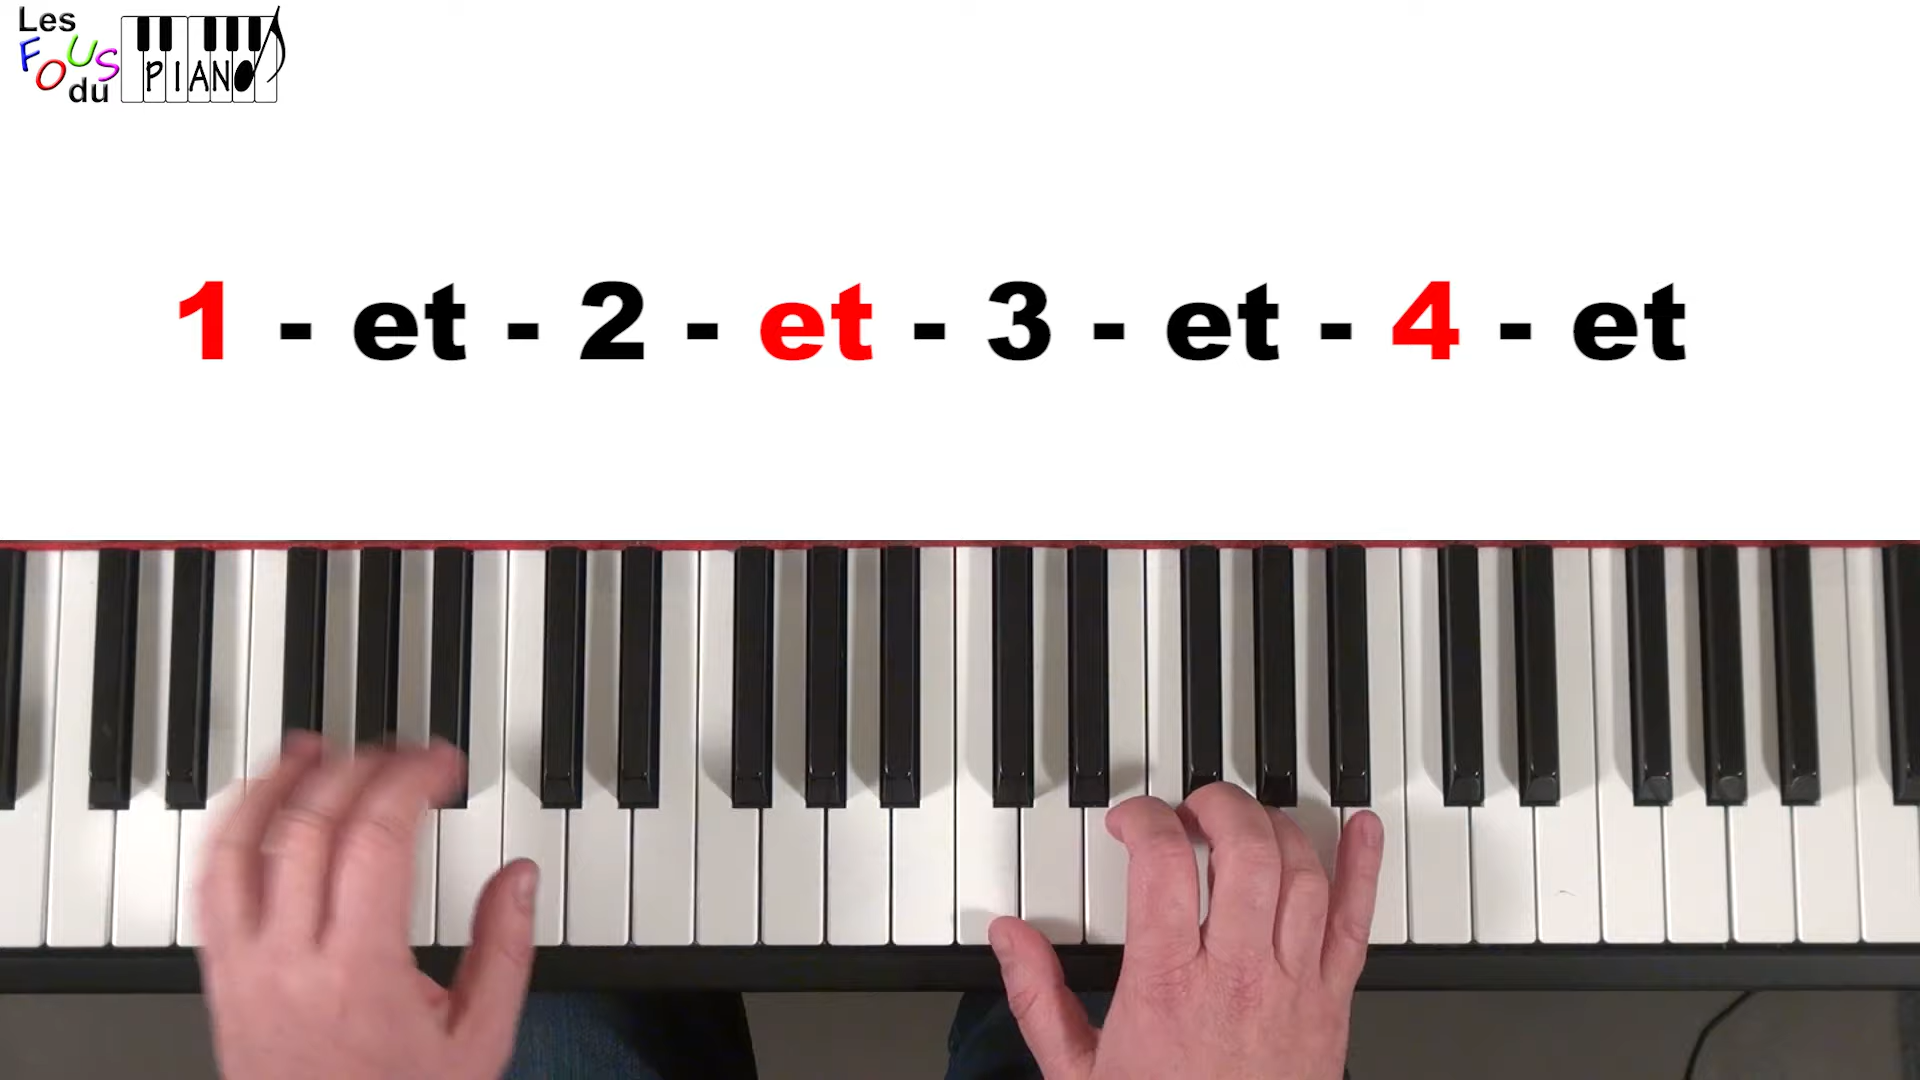 Les
FOUS
du PIANO
1 - et - 2 - et - 3 - et - 4 - et